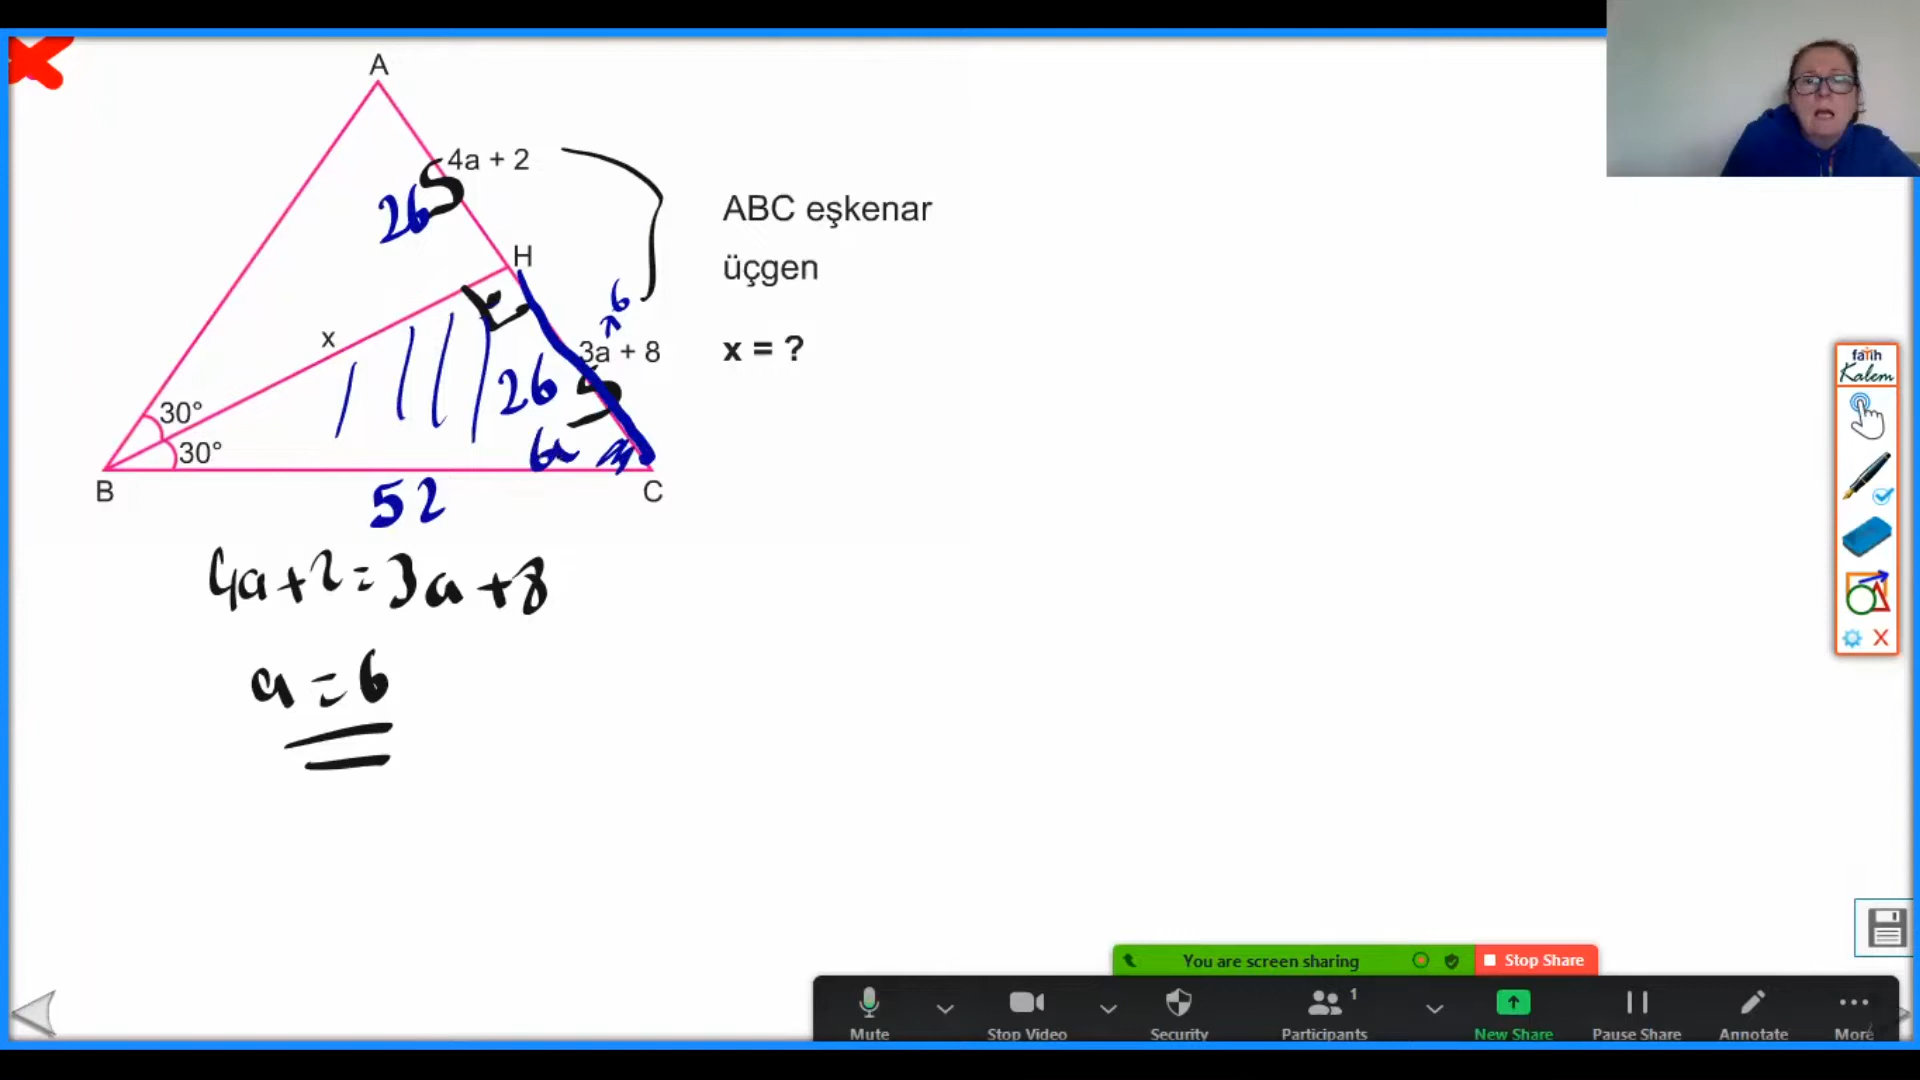 A
4a + 2
26
ABC eşkenar
H
üçgen
6
x
3a + 8
x = ?
26
fatih
Kalem
30°
30°
60
B
52
C
4a+2=3a+8
a=6
You are screen sharing
Stop Share
1
Mute
Stop Video
Security
Participants
New Share
Pause Share
Annotate
More